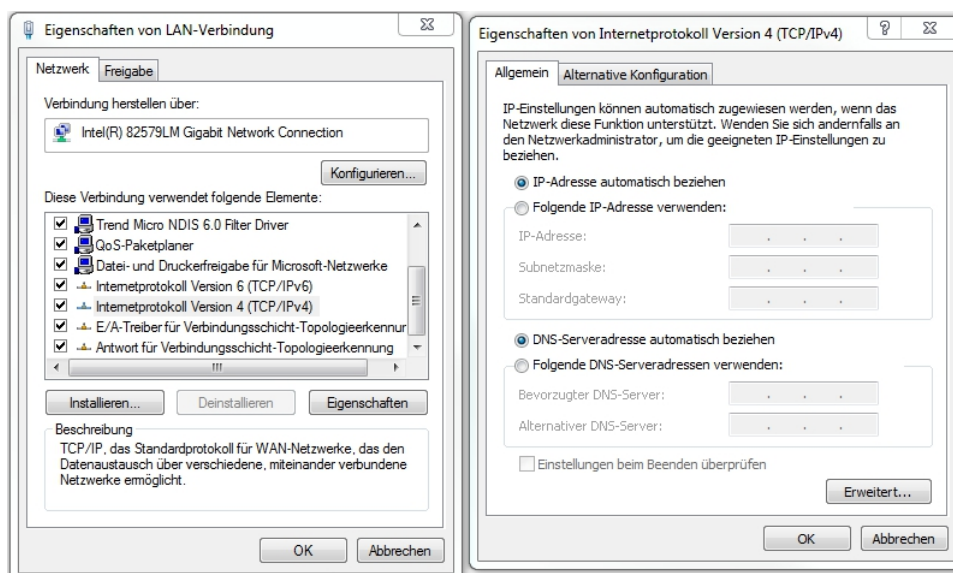 Eigenschaften von LAN-Verbindung
Netzwerk
Freigabe
Verbindung herstellen über:
Intel(R) 82579LM Gigabit Network Connection
Konfigurieren...
Diese Verbindung verwendet folgende Elemente:
Trend Micro NDIS 6.0 Filter Driver
QoS-Paketplaner
Datei- und Druckerfreigabe für Microsoft-Netzwerke
Internetprotokoll Version 6 (TCP/IPv6)
Internetprotokoll Version 4 (TCP/IPv4)
E/A-Treiber für Verbindungsschicht-Topologieerkennur
Antwort für Verbindungsschicht-Topologieerkennung
Installieren...
Deinstallieren
Eigenschaften
Beschreibung
TCP/IP, das Standardprotokoll für WAN-Netzwerke, das den
Datenaustausch über verschiedene, miteinander verbundene
Netzwerke ermöglicht.
OK
Abbrechen
Eigenschaften von Internetprotokoll Version 4 (TCP/IPv4)
Allgemein
Alternative Konfiguration
IP-Einstellungen können automatisch zugewiesen werden, wenn das
Netzwerk diese Funktion unterstützt. Wenden Sie sich andernfalls an
den Netzwerkadministrator, um die geeigneten IP-Einstellungen zu
beziehen.
IP-Adresse automatisch beziehen
Folgende IP-Adresse verwenden:
IP-Adresse:
Subnetzmaske:
Standardgateway:
DNS-Serveradresse automatisch beziehen
Folgende DNS-Serveradressen verwenden:
Bevorzugter DNS-Server:
Alternativer DNS-Server:
Einstellungen beim Beenden überprüfen
Erweitert...
OK
Abbrechen